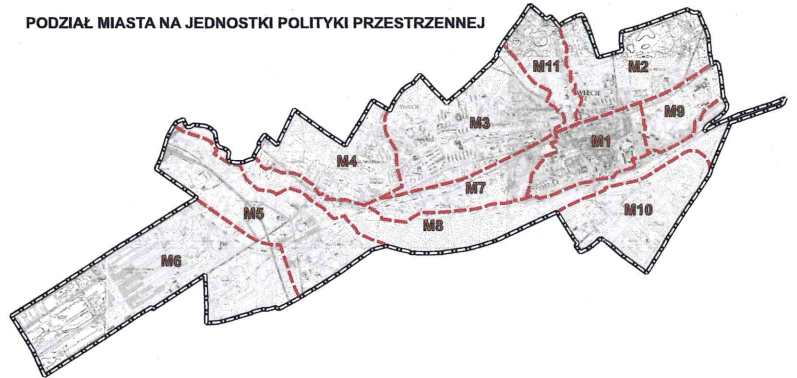 PODZIAŁ MIASTA NA JEDNOSTKI POLITYKI PRZESTRZENNEJ
M11
M2
M9
M3
M1
M4
M7
M10
M5
M8
M6